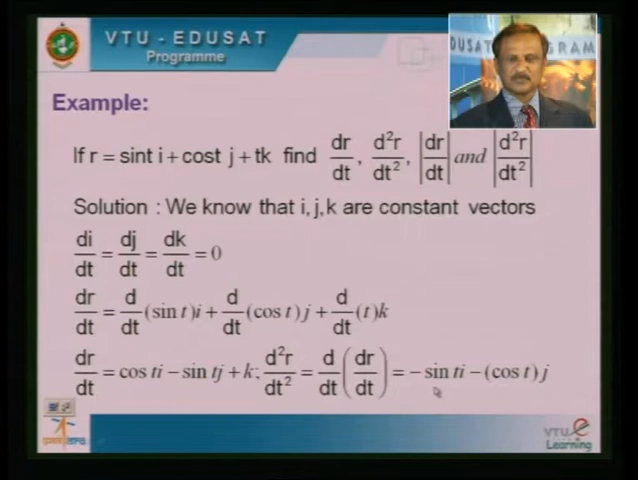 VTU - EDUSAT
Programme
DUSAT
GRAM
Example:
If r = sint i + cost j + tk find dr/dt, d²r/dt², |dr/dt| and |d²r/dt²|
Solution : We know that i, j, k are constant vectors
di/dt = dj/dt = dk/dt = 0
dr/dt = d/dt (sin t)i + d/dt (cos t)j + d/dt (t)k
dr/dt = cos ti − sin tj + k; d²r/dt² = d/dt (dr/dt) = − sin ti − (cos t) j
VTU e
Learning